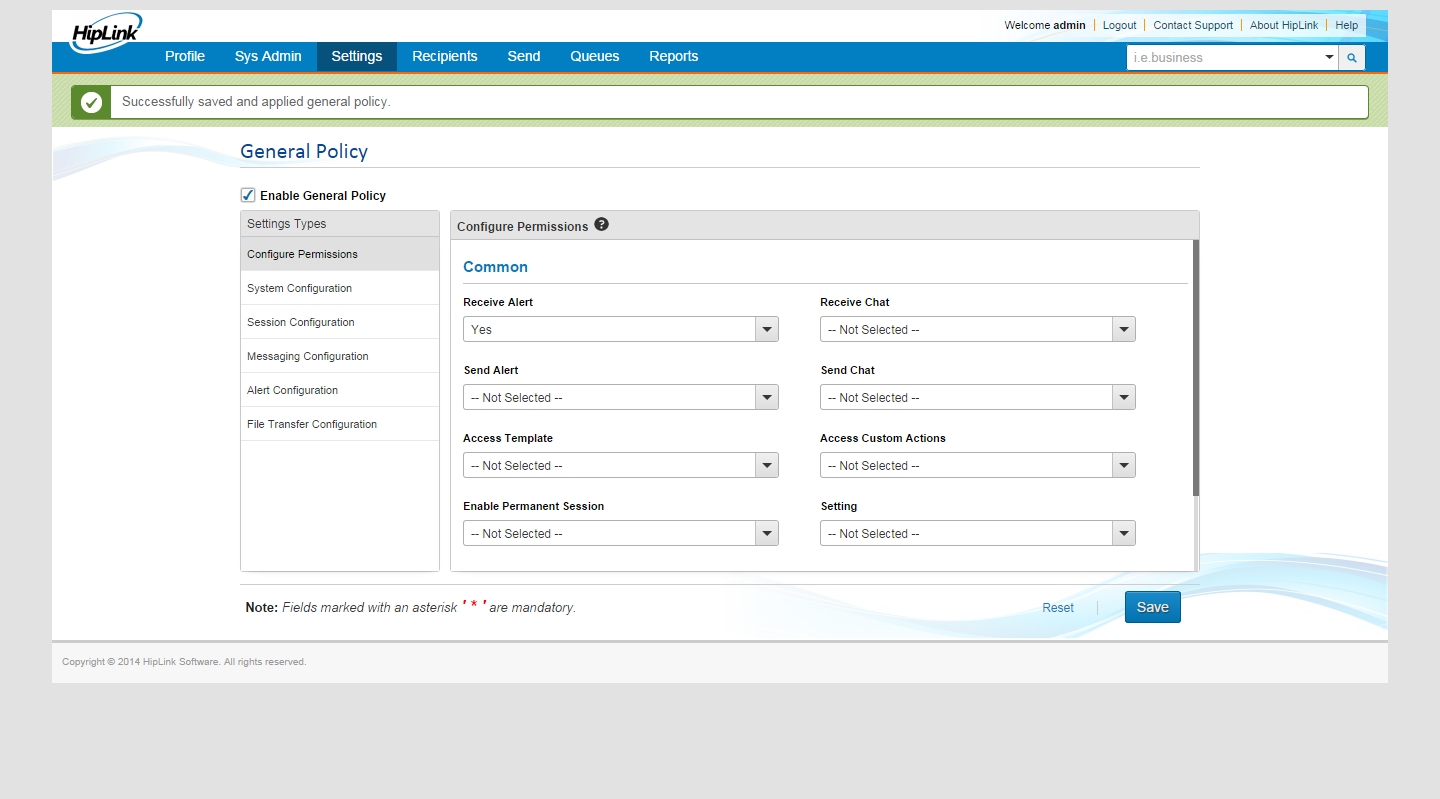 HipLink
Welcome admin Logout Contact Support About HipLink Help
Profile Sys Admin Settings Recipients Send Queues Reports i.e.business
Successfully saved and applied general policy.
General Policy
Enable General Policy
Settings Types
Configure Permissions
System Configuration
Session Configuration
Messaging Configuration
Alert Configuration
File Transfer Configuration
Configure Permissions ?
Common
Receive Alert Receive Chat
Yes -- Not Selected --
Send Alert Send Chat
-- Not Selected -- -- Not Selected --
Access Template Access Custom Actions
-- Not Selected -- -- Not Selected --
Enable Permanent Session Setting
-- Not Selected -- -- Not Selected --
Note: Fields marked with an asterisk ' * ' are mandatory. Reset Save
Copyright © 2014 HipLink Software. All rights reserved.